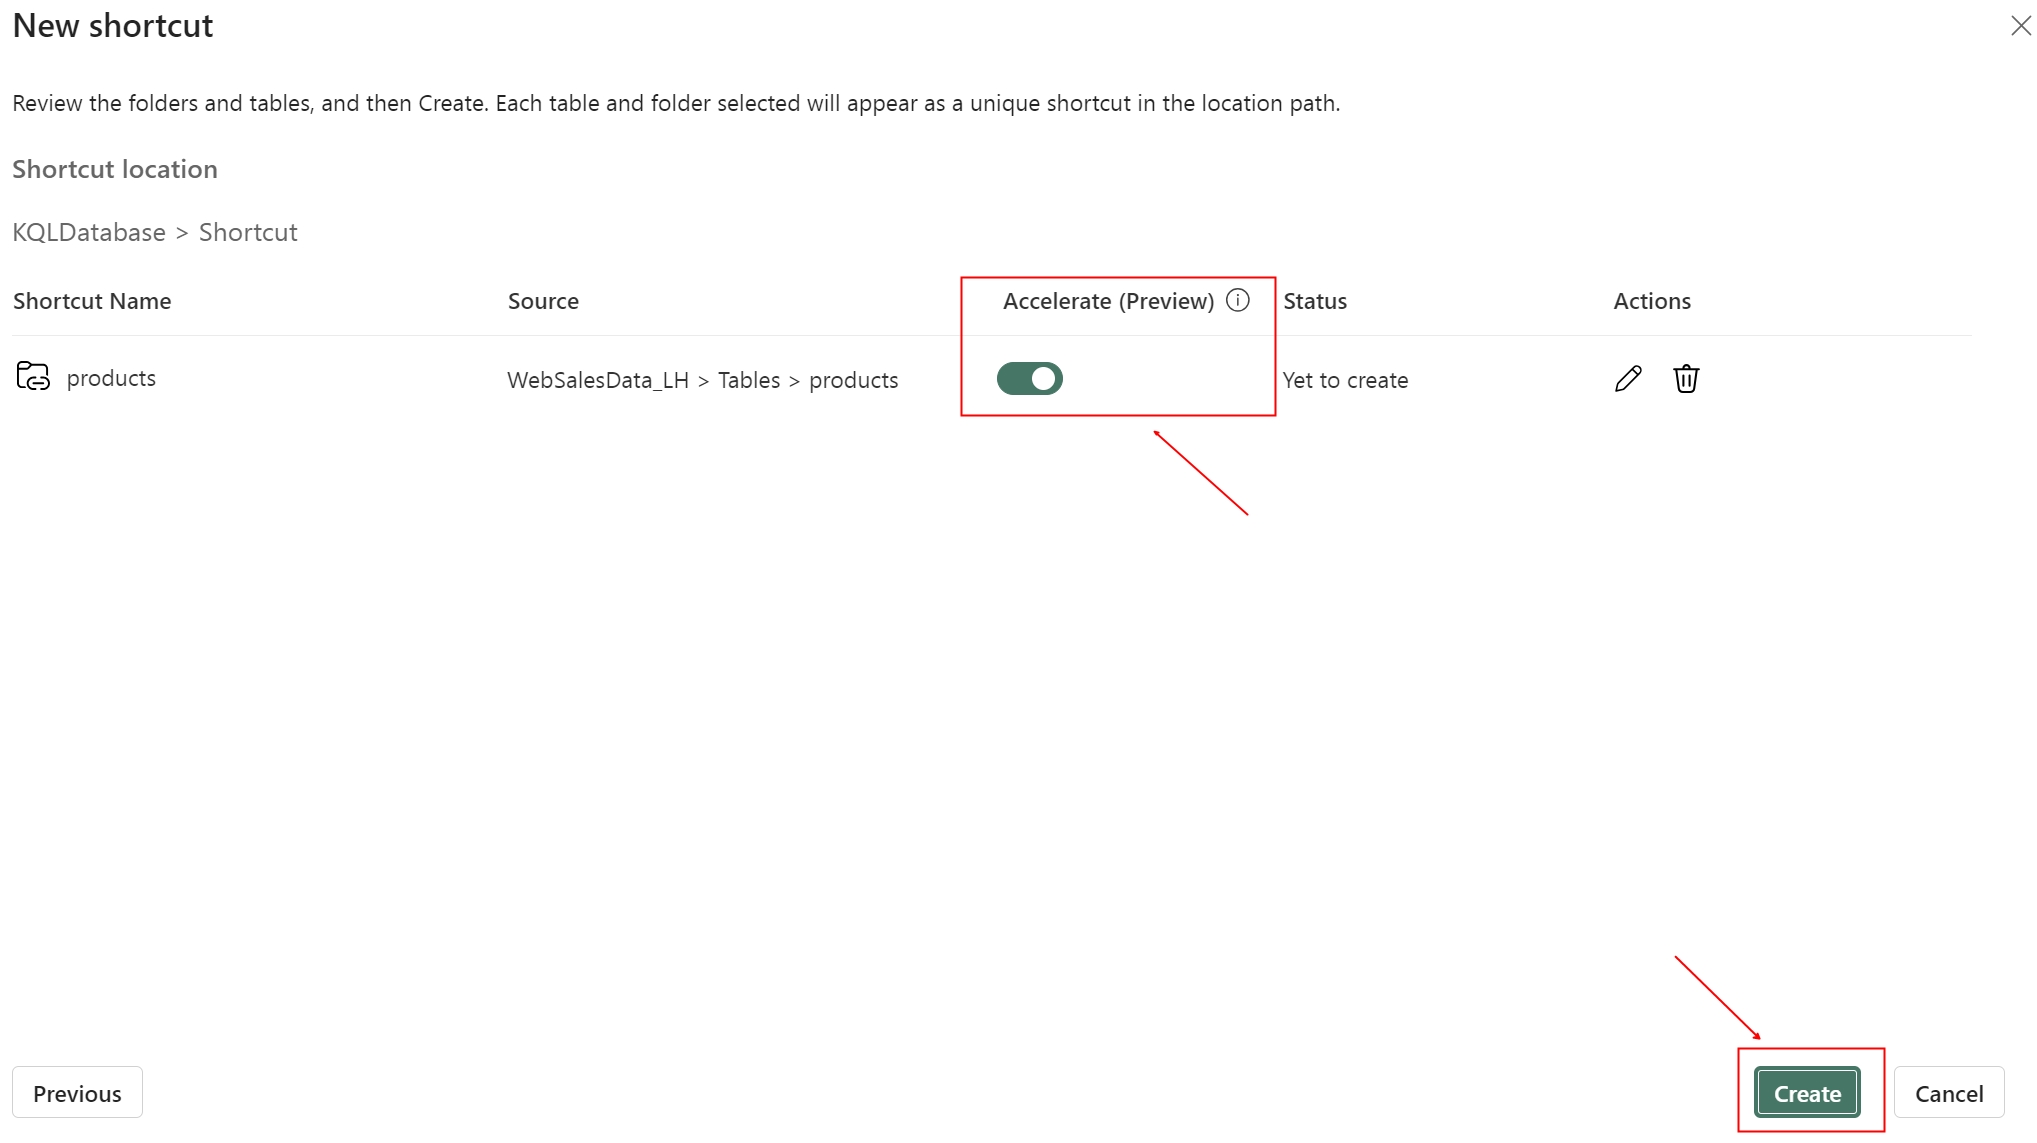 New shortcut
Review the folders and tables, and then Create. Each table and folder selected will appear as a unique shortcut in the location path.
Shortcut location
KQLDatabase > Shortcut
Shortcut Name Source Accelerate (Preview) Status Actions
products WebSalesData_LH > Tables > products Yet to create
Previous Create Cancel